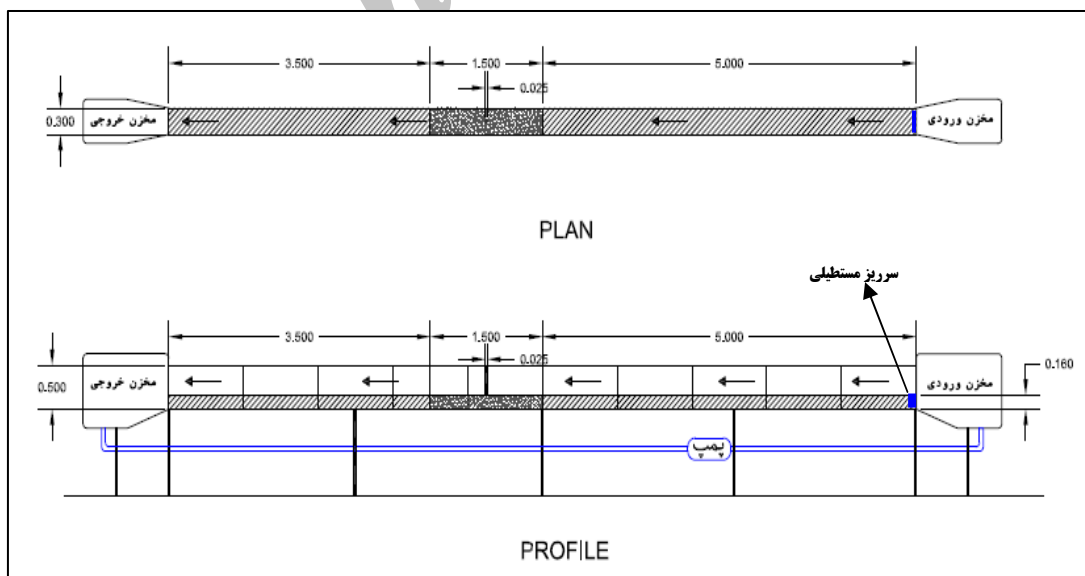 3.500
1.500
5.000
0.025
0.300
مخزن خروجی
مخزن ورودی
PLAN
سرریز مستطیلی
3.500
1.500
5.000
0.025
0.160
0.500
مخزن خروجی
مخزن ورودی
پمپ
PROFILE